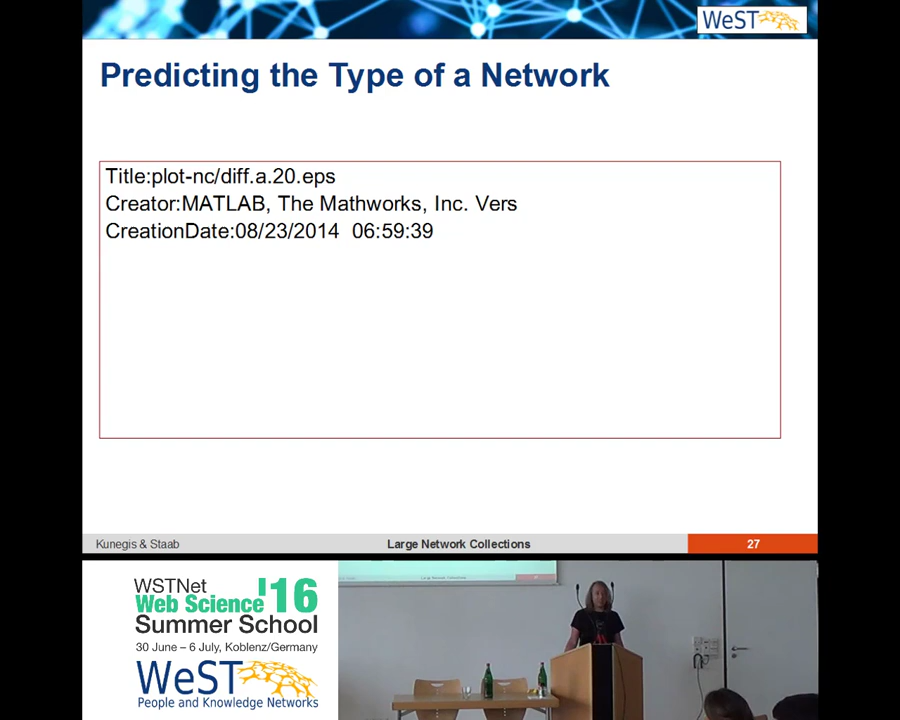 WeST
Predicting the Type of a Network
Title:plot-nc/diff.a.20.eps
Creator:MATLAB, The Mathworks, Inc. Vers
CreationDate:08/23/2014 06:59:39
Kunegis & Staab
Large Network Collections
27
WSTNet
Web Science '16
Summer School
30 June – 6 July, Koblenz/Germany
WeST
People and Knowledge Networks